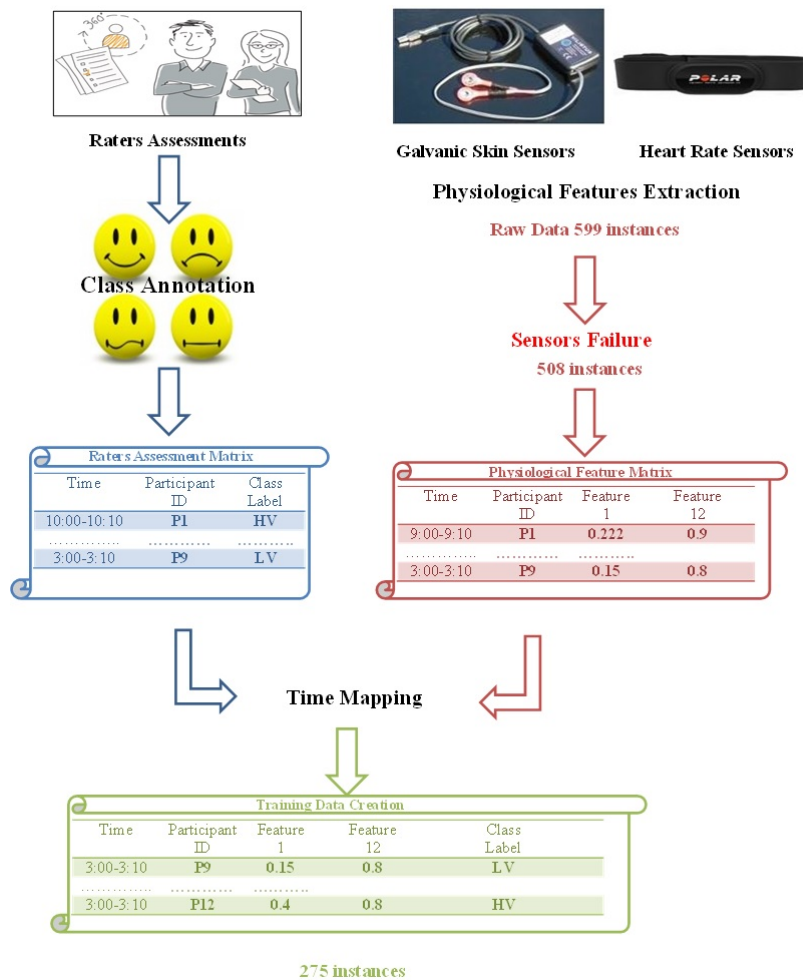 360°
Raters Assessments
Class Annotation
Raters Assessment Matrix
Time Participant ID Class Label
10:00-10:10 P1 HV
………….. ………… ………..
3:00-3:10 P9 LV
POLAR
Galvanic Skin Sensors Heart Rate Sensors
Physiological Features Extraction
Raw Data 599 instances
Sensors Failure
508 instances
Physiological Feature Matrix
Time Participant ID Feature 1 Feature 12
9:00-9:10 P1 0.222 0.9
………….. ………… ……….
3:00-3:10 P9 0.15 0.8
Time Mapping
Training Data Creation
Time Participant ID Feature 1 Feature 12 Class Label
3:00-3:10 P9 0.15 0.8 LV
………….. ………… ……….
3:00-3:10 P12 0.4 0.8 HV
275 instances